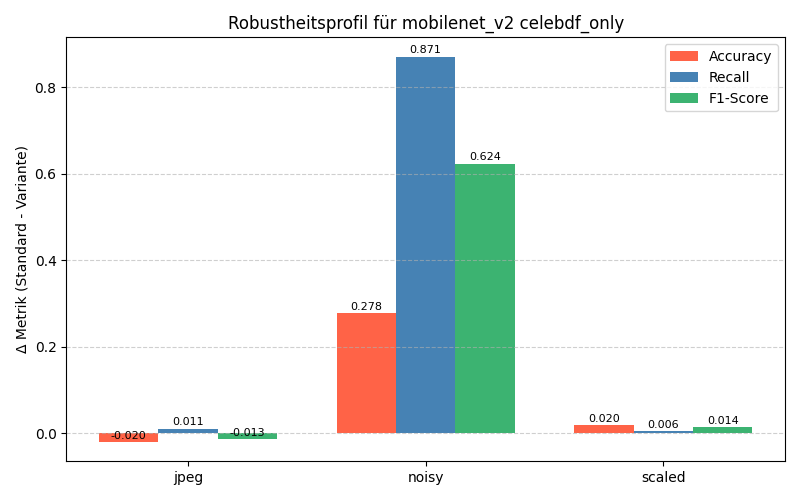 Robustheitsprofil für mobilenet_v2 celebdf_only
Δ Metrik (Standard - Variante)
0.8
0.6
0.4
0.2
0.0
Accuracy
Recall
F1-Score
-0.020
0.011
-0.013
0.278
0.871
0.624
0.020
0.006
0.014
jpeg
noisy
scaled